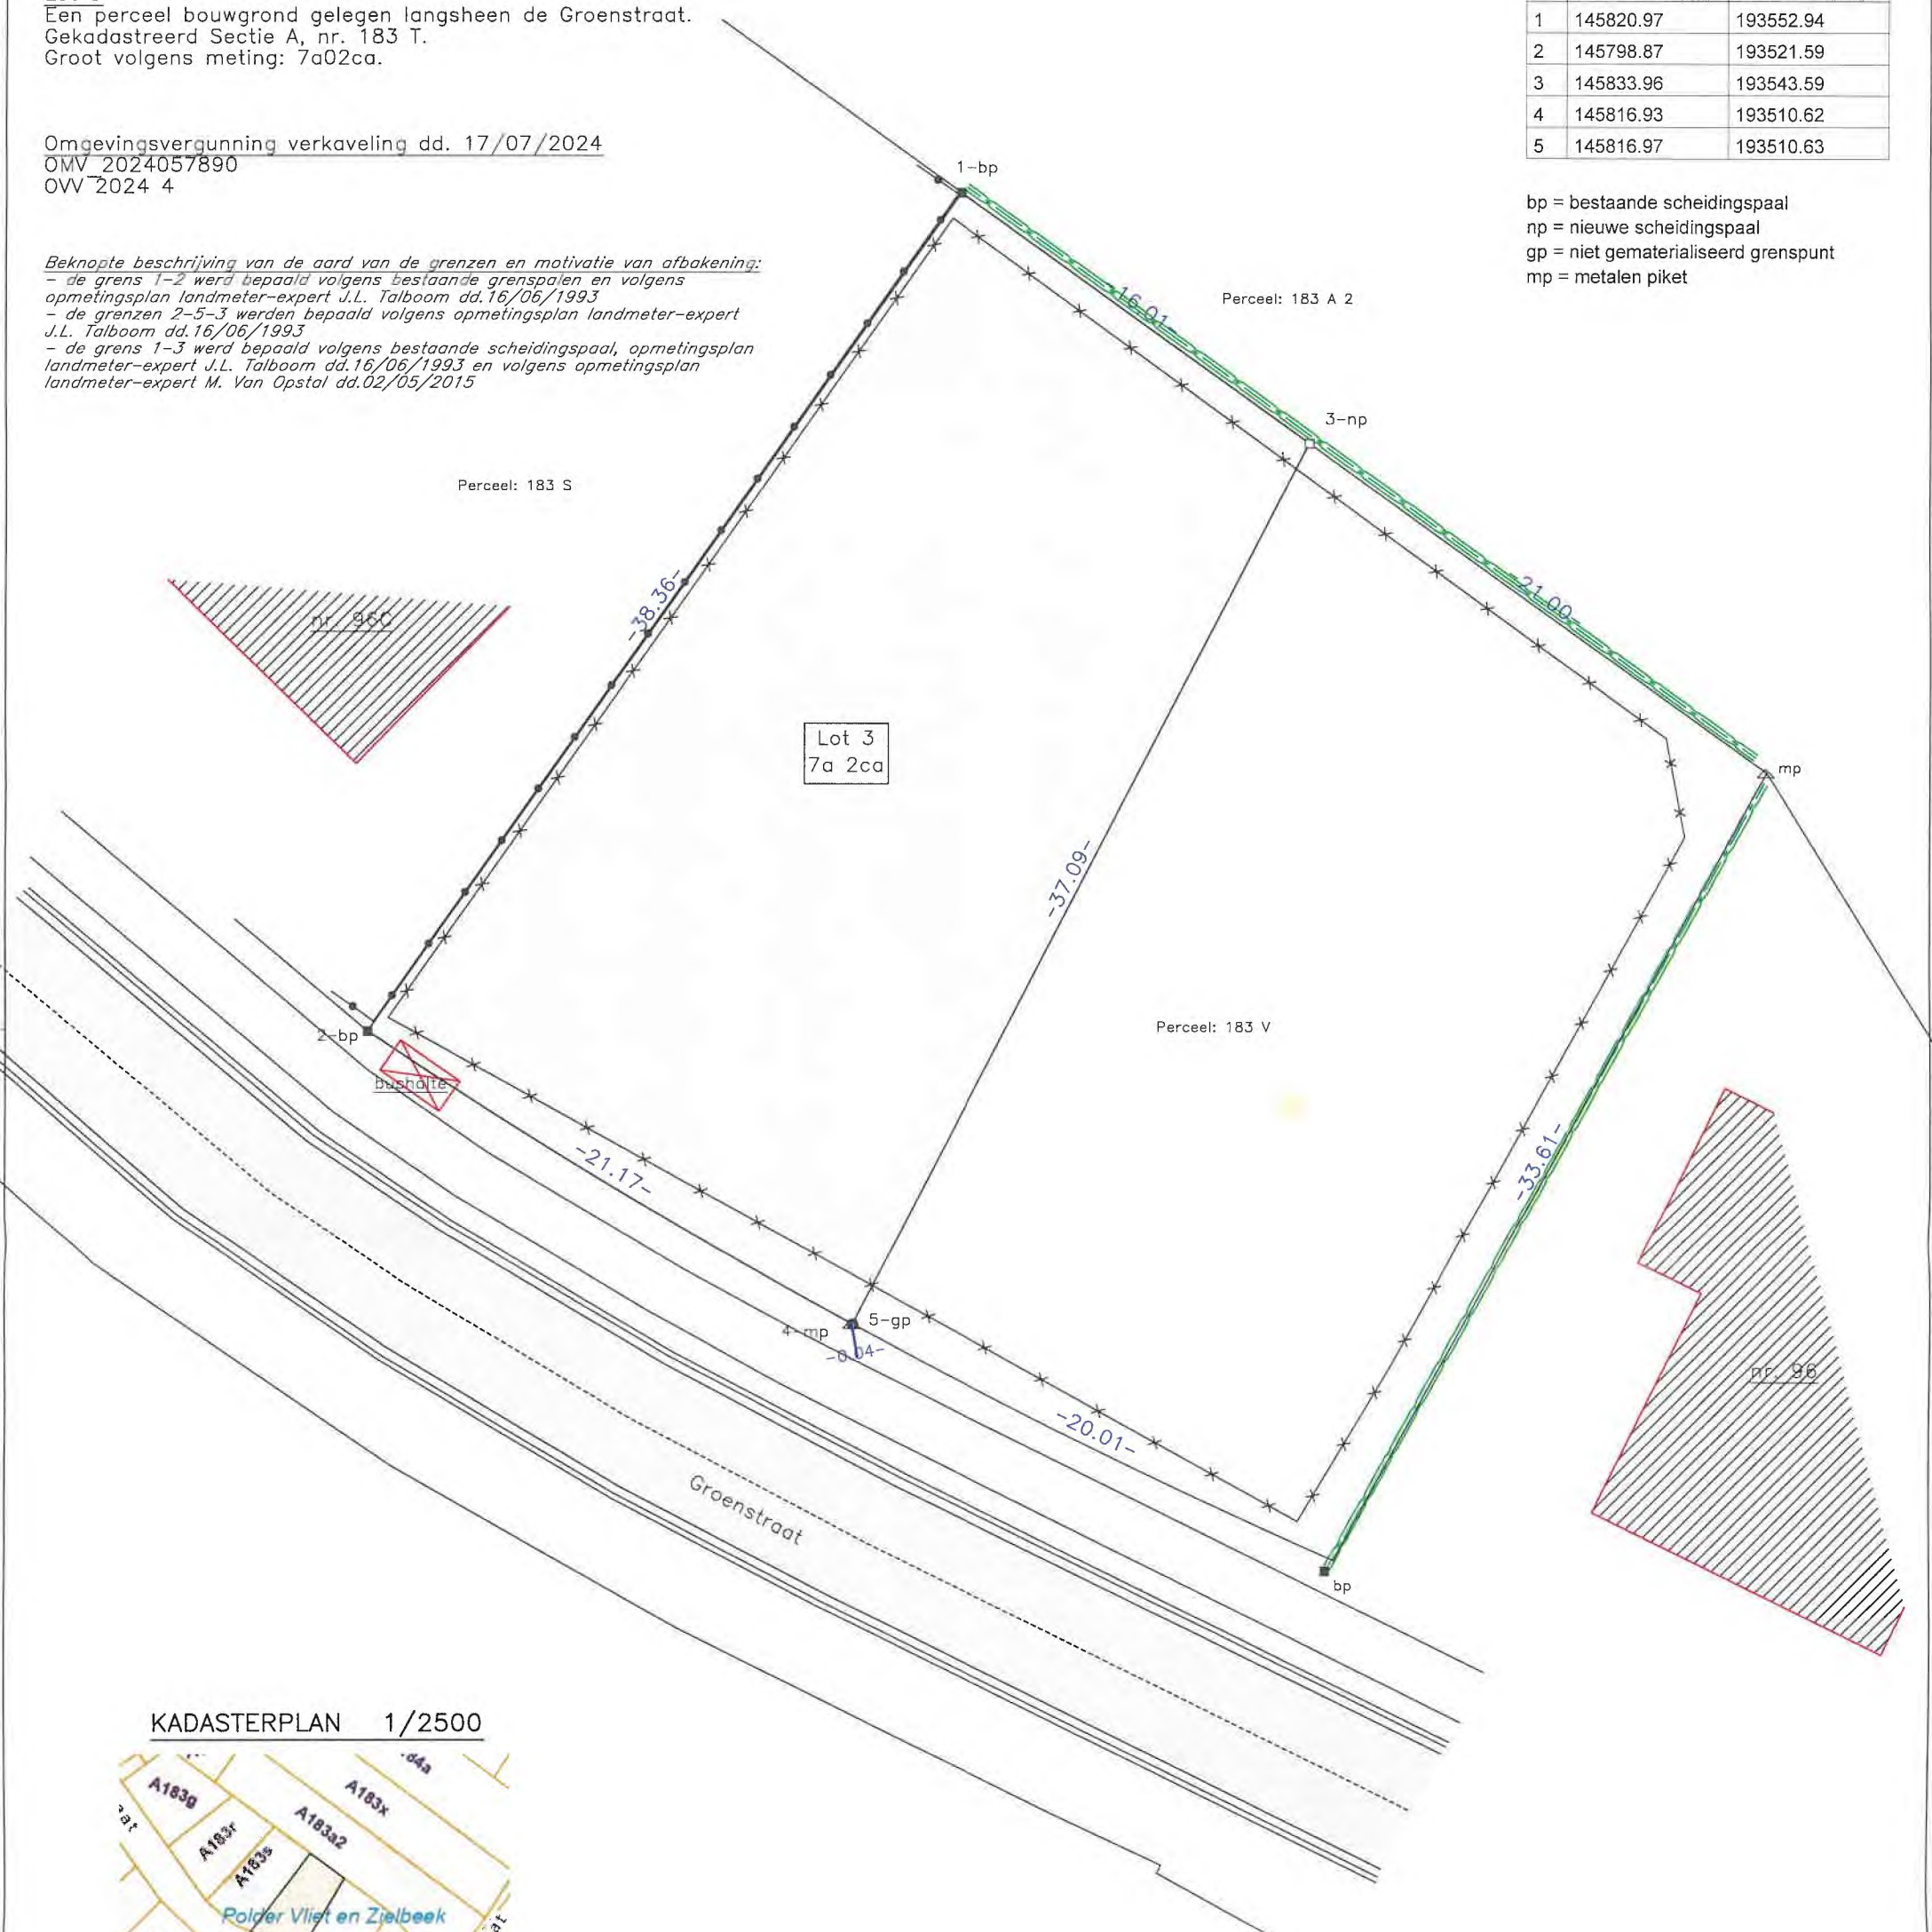 Een perceel bouwgrond gelegen langsheen de Groenstraat.
Gekadastreerd Sectie A, nr. 183 T.
Groot volgens meting: 7a02ca.
Omgevingsvergunning verkaveling dd. 17/07/2024
OMV_2024057890
OVV_2024 4
Beknopte beschrijving van de aard van de grenzen en motivatie van afbakening:
- de grens 1-2 werd bepaald volgens bestaande grenspalen en volgens
opmetingsplan landmeter-expert J.L. Talboom dd.16/06/1993
- de grenzen 2-5-3 werden bepaald volgens opmetingsplan landmeter-expert
J.L. Talboom dd.16/06/1993
- de grens 1-3 werd bepaald volgens bestaande scheidingspaal, opmetingsplan
landmeter-expert J.L. Talboom dd.16/06/1993 en volgens opmetingsplan
landmeter-expert M. Van Opstal dd.02/05/2015
1 145820.97 193552.94
2 145798.87 193521.59
3 145833.96 193543.59
4 145816.93 193510.62
5 145816.97 193510.63
bp = bestaande scheidingspaal
np = nieuwe scheidingspaal
gp = niet gematerialiseerd grenspunt
mp = metalen piket
1-bp
-16.01-
Perceel: 183 A 2
3-np
Perceel: 183 S
-21.00-
-38.36-
nr. 96C
Lot 3
7a 2ca
mp
-37.09-
Perceel: 183 V
2-bp
bushalte
-21.17-
-33.61-
5-gp
4-mp
-0.04-
nr. 96
-20.01-
Groenstraat
bp
KADASTERPLAN 1/2500
A183g
A183x
A183a2
A183r
A183s
Polder Vliet en Zielbeek